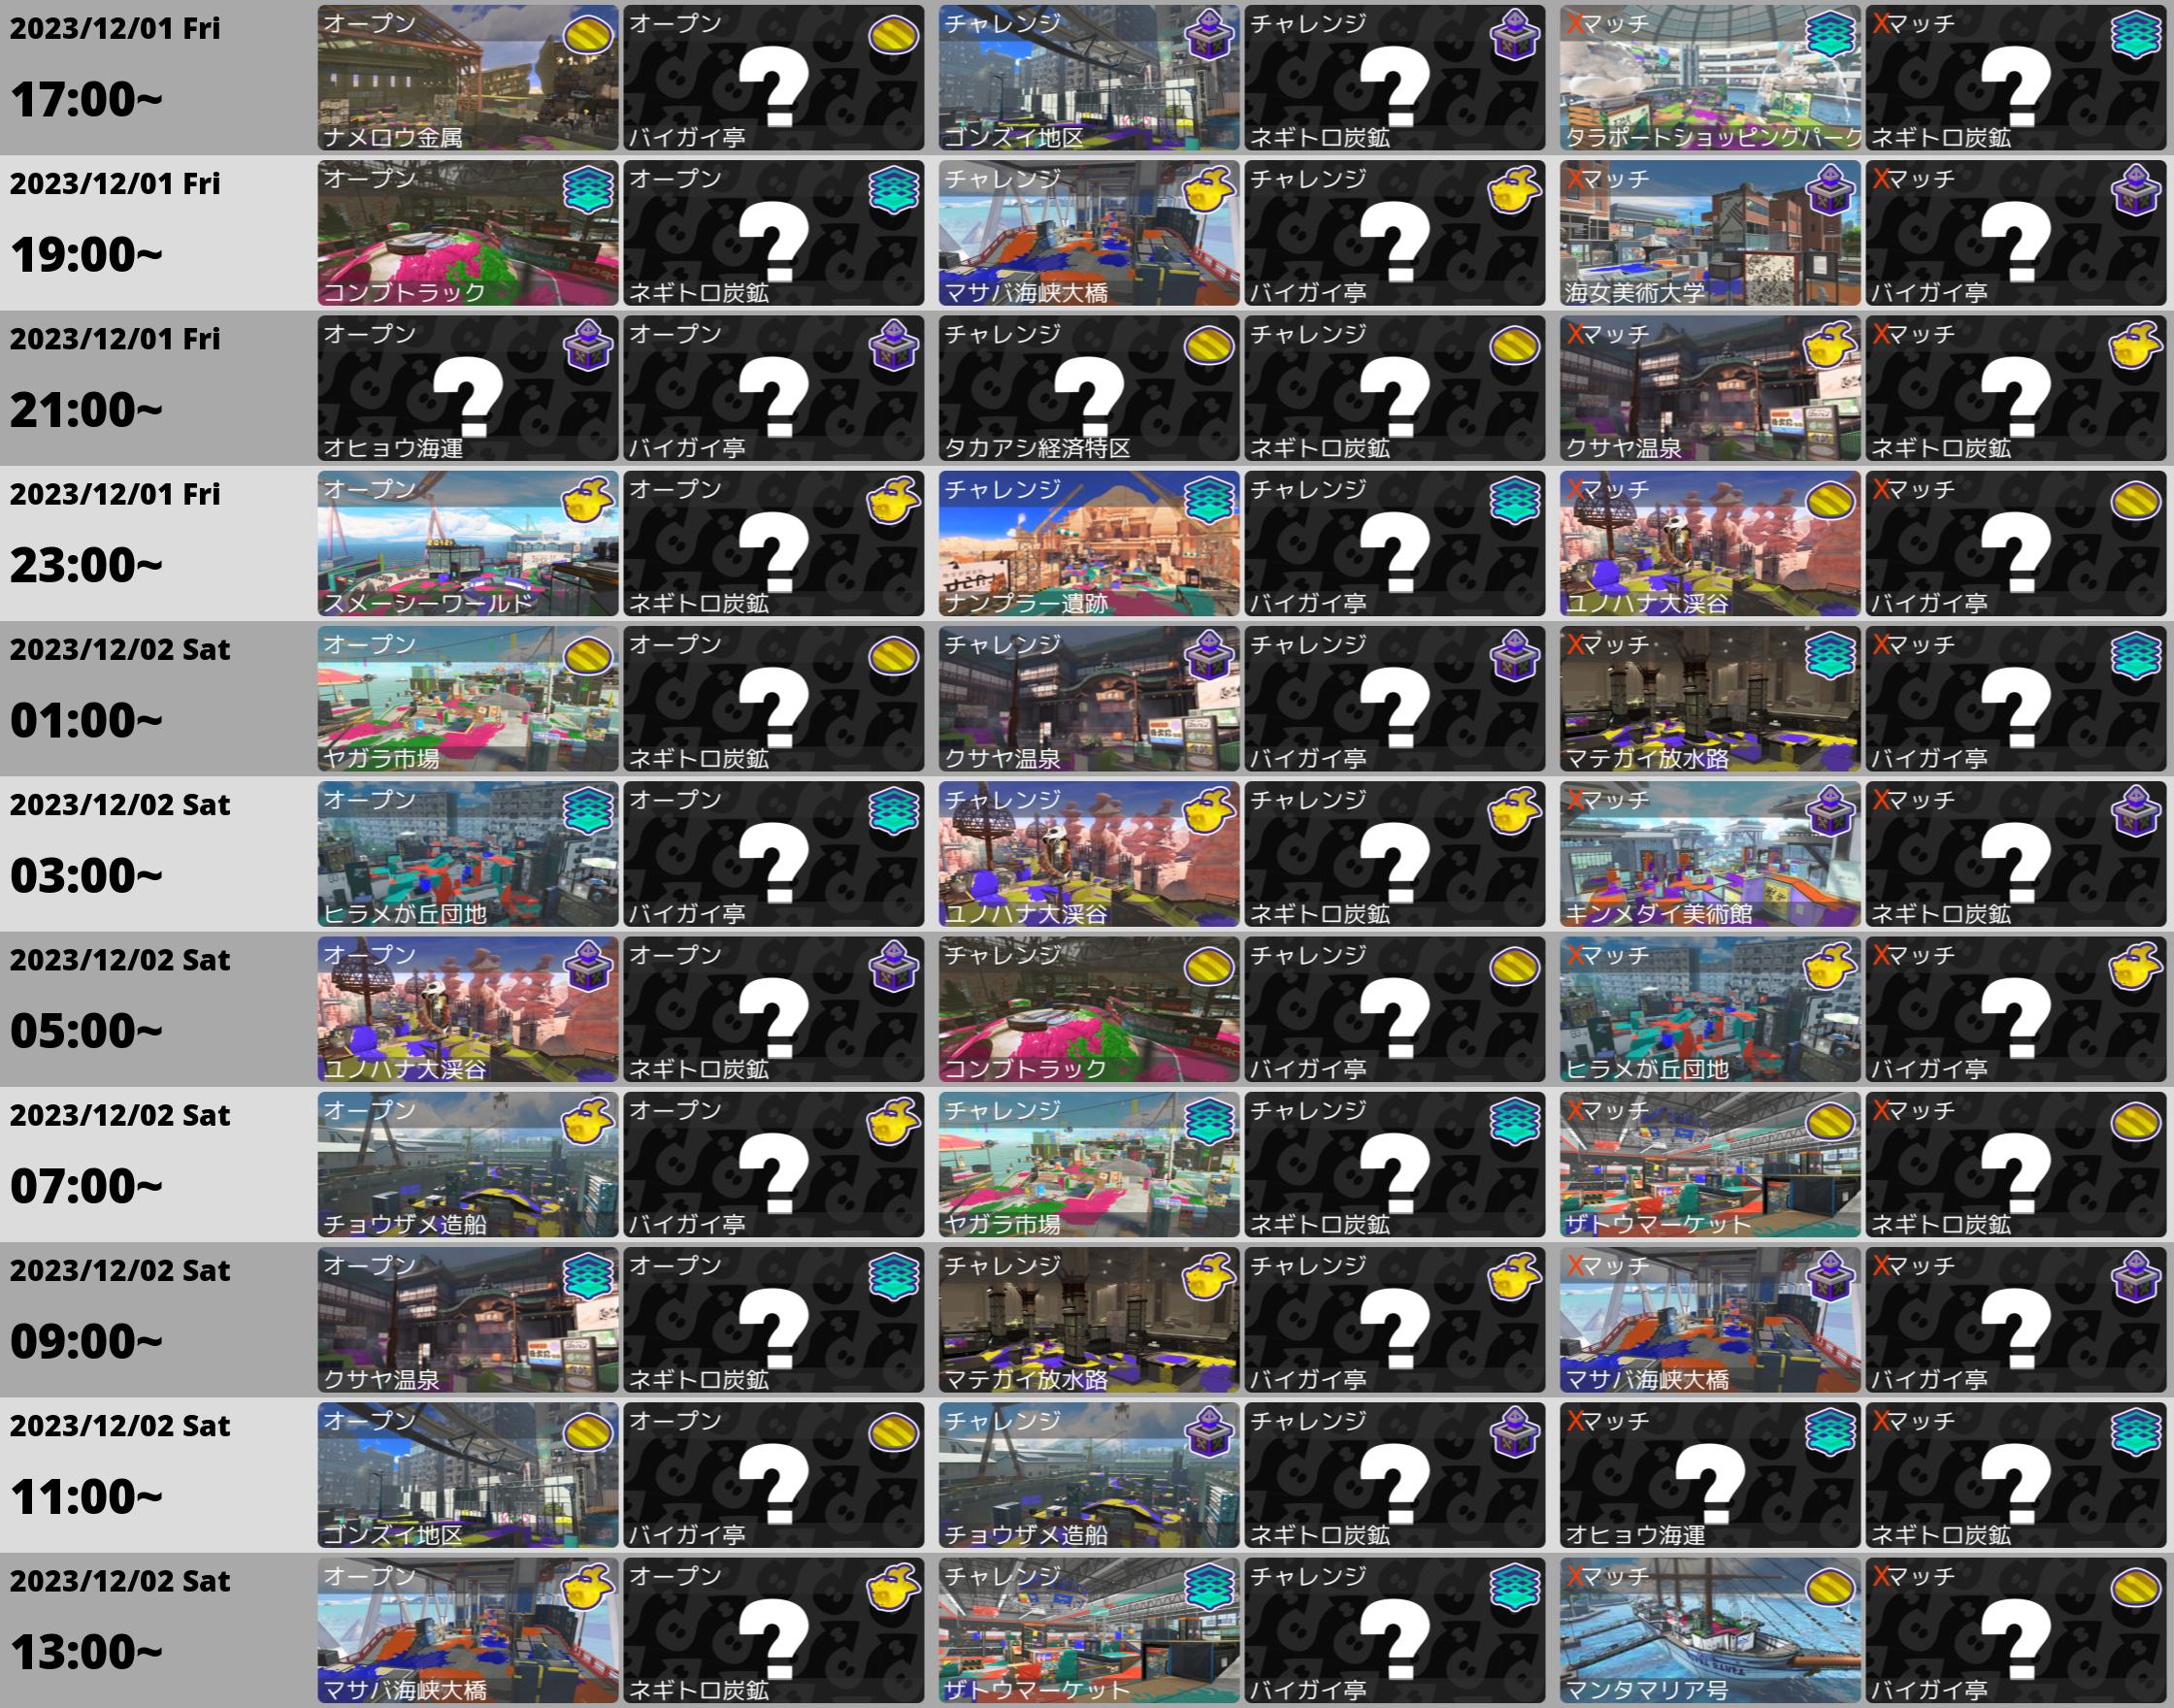 2023/12/01 Fri
17:00~
オープン
ナメロウ金属
オープン
バイガイ亭
チャレンジ
ゴンズイ地区
チャレンジ
ネギトロ炭鉱
Xマッチ
タラポートショッピングパーク
Xマッチ
ネギトロ炭鉱
2023/12/01 Fri
19:00~
オープン
コンブトラック
オープン
ネギトロ炭鉱
チャレンジ
マサバ海峡大橋
チャレンジ
バイガイ亭
Xマッチ
海女美術大学
Xマッチ
バイガイ亭
2023/12/01 Fri
21:00~
オープン
オヒョウ海運
オープン
バイガイ亭
チャレンジ
タカアシ経済特区
チャレンジ
ネギトロ炭鉱
Xマッチ
クサヤ温泉
Xマッチ
ネギトロ炭鉱
2023/12/01 Fri
23:00~
オープン
スメーシーワールド
オープン
ネギトロ炭鉱
チャレンジ
ナンプラー遺跡
チャレンジ
バイガイ亭
Xマッチ
ユノハナ大渓谷
Xマッチ
バイガイ亭
2023/12/02 Sat
01:00~
オープン
ヤガラ市場
オープン
ネギトロ炭鉱
チャレンジ
クサヤ温泉
チャレンジ
バイガイ亭
Xマッチ
マテガイ放水路
Xマッチ
バイガイ亭
2023/12/02 Sat
03:00~
オープン
ヒラメが丘団地
オープン
バイガイ亭
チャレンジ
ユノハナ大渓谷
チャレンジ
ネギトロ炭鉱
Xマッチ
キンメダイ美術館
Xマッチ
ネギトロ炭鉱
2023/12/02 Sat
05:00~
オープン
ユノハナ大渓谷
オープン
ネギトロ炭鉱
チャレンジ
コンブトラック
チャレンジ
バイガイ亭
Xマッチ
ヒラメが丘団地
Xマッチ
バイガイ亭
2023/12/02 Sat
07:00~
オープン
チョウザメ造船
オープン
バイガイ亭
チャレンジ
ヤガラ市場
チャレンジ
ネギトロ炭鉱
Xマッチ
ザトウマーケット
Xマッチ
ネギトロ炭鉱
2023/12/02 Sat
09:00~
オープン
クサヤ温泉
オープン
ネギトロ炭鉱
チャレンジ
マテガイ放水路
チャレンジ
バイガイ亭
Xマッチ
マサバ海峡大橋
Xマッチ
バイガイ亭
2023/12/02 Sat
11:00~
オープン
ゴンズイ地区
オープン
バイガイ亭
チャレンジ
チョウザメ造船
チャレンジ
ネギトロ炭鉱
Xマッチ
オヒョウ海運
Xマッチ
ネギトロ炭鉱
2023/12/02 Sat
13:00~
オープン
マサバ海峡大橋
オープン
ネギトロ炭鉱
チャレンジ
ザトウマーケット
チャレンジ
バイガイ亭
Xマッチ
マンタマリア号
Xマッチ
バイガイ亭